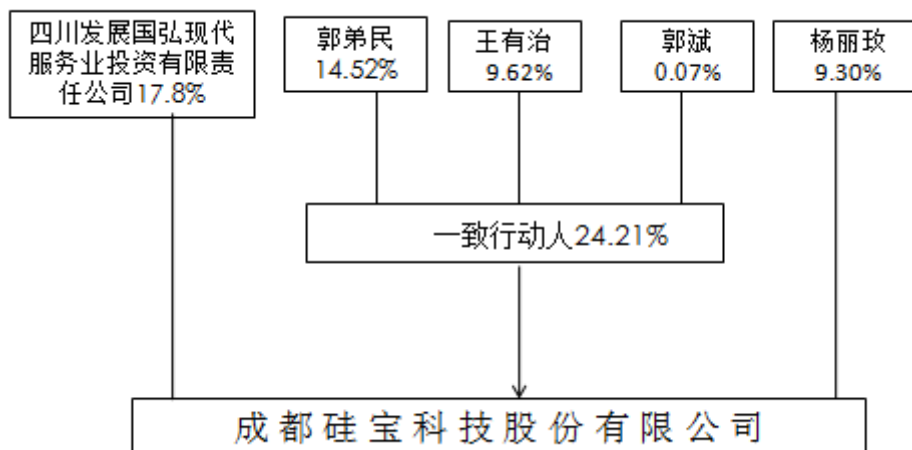 四川发展国弘现代
服务业投资有限责
任公司17.8%
郭弟民
14.52%
王有治
9.62%
郭斌
0.07%
杨丽玫
9.30%
一致行动人24.21%
成都硅宝科技股份有限公司